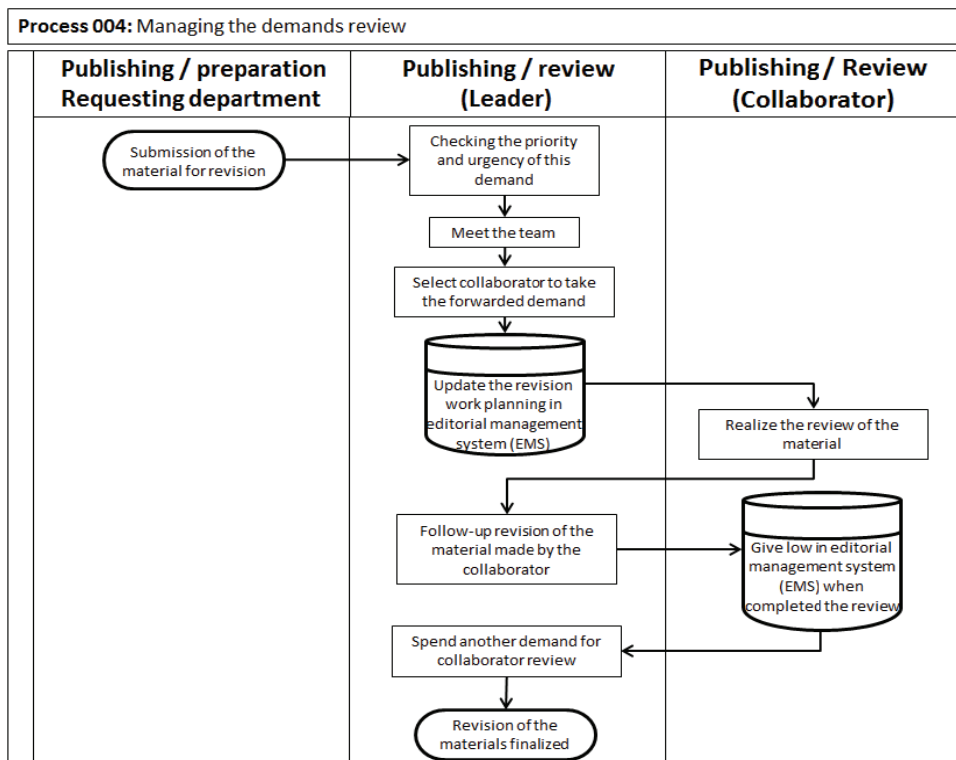 Process 004: Managing the demands review
Publishing / preparation
Requesting department
Publishing / review
(Leader)
Publishing / Review
(Collaborator)
Submission of the
material for revision
Checking the priority
and urgency of this
demand
Meet the team
Select collaborator to take
the forwarded demand
Update the revision
work planning in
editorial management
system (EMS)
Realize the review of the
material
Follow-up revision of the
material made by the
collaborator
Give low in editorial
management system
(EMS) when
completed the review
Spend another demand for
collaborator review
Revision of the
materials finalized